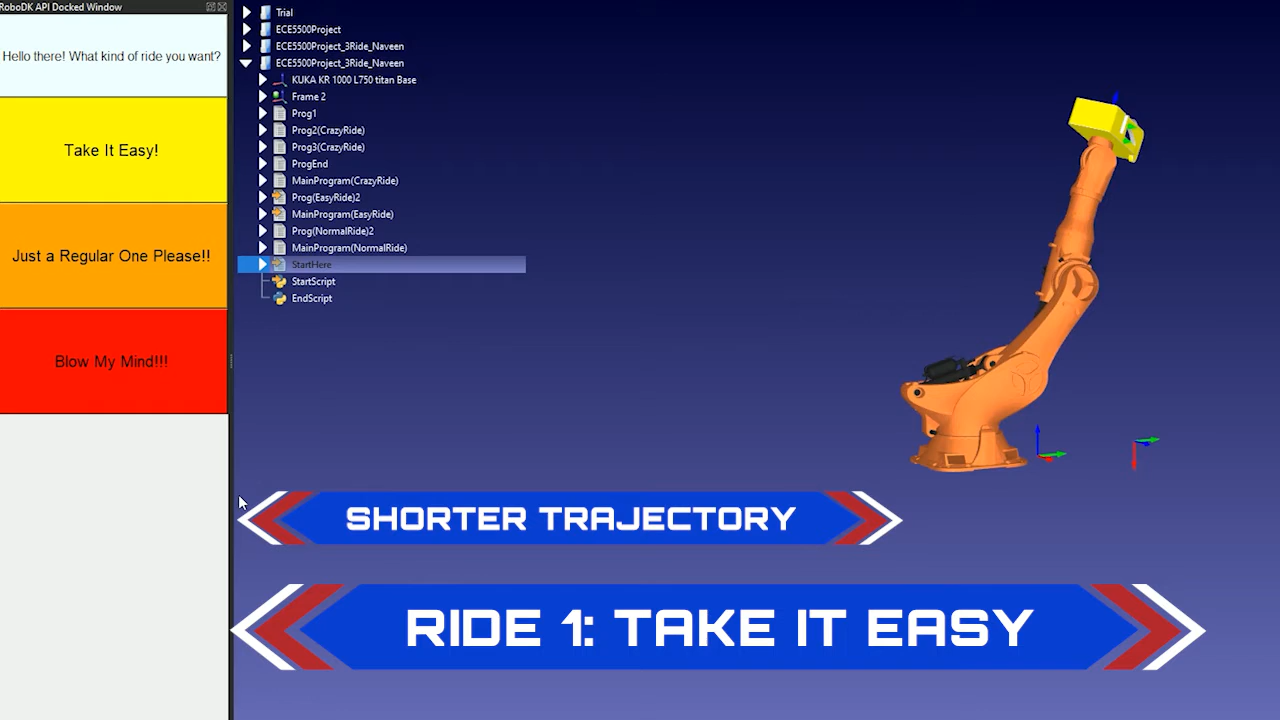 RoboDK API Docked Window
Hello there! What kind of ride you want?
Take It Easy!
Just a Regular One Please!!
Blow My Mind!!!
Trial
ECE5500Project
ECE5500Project_3Ride_Naveen
ECE5500Project_3Ride_Naveen
KUKA KR 1000 L750 titan Base
Frame 2
Prog1
Prog2(CrazyRide)
Prog3(CrazyRide)
ProgEnd
MainProgram(CrazyRide)
Prog(EasyRide)2
MainProgram(EasyRide)
Prog(NormalRide)2
MainProgram(NormalRide)
StartHere
StartScript
EndScript
SHORTER TRAJECTORY
RIDE 1: TAKE IT EASY